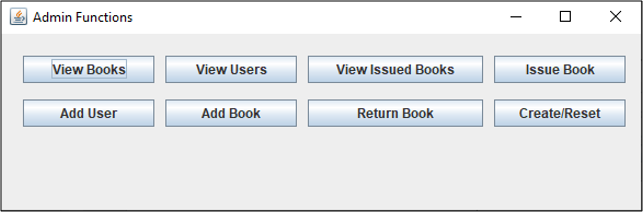 Admin Functions
View Books View Users View Issued Books Issue Book
Add User Add Book Return Book Create/Reset